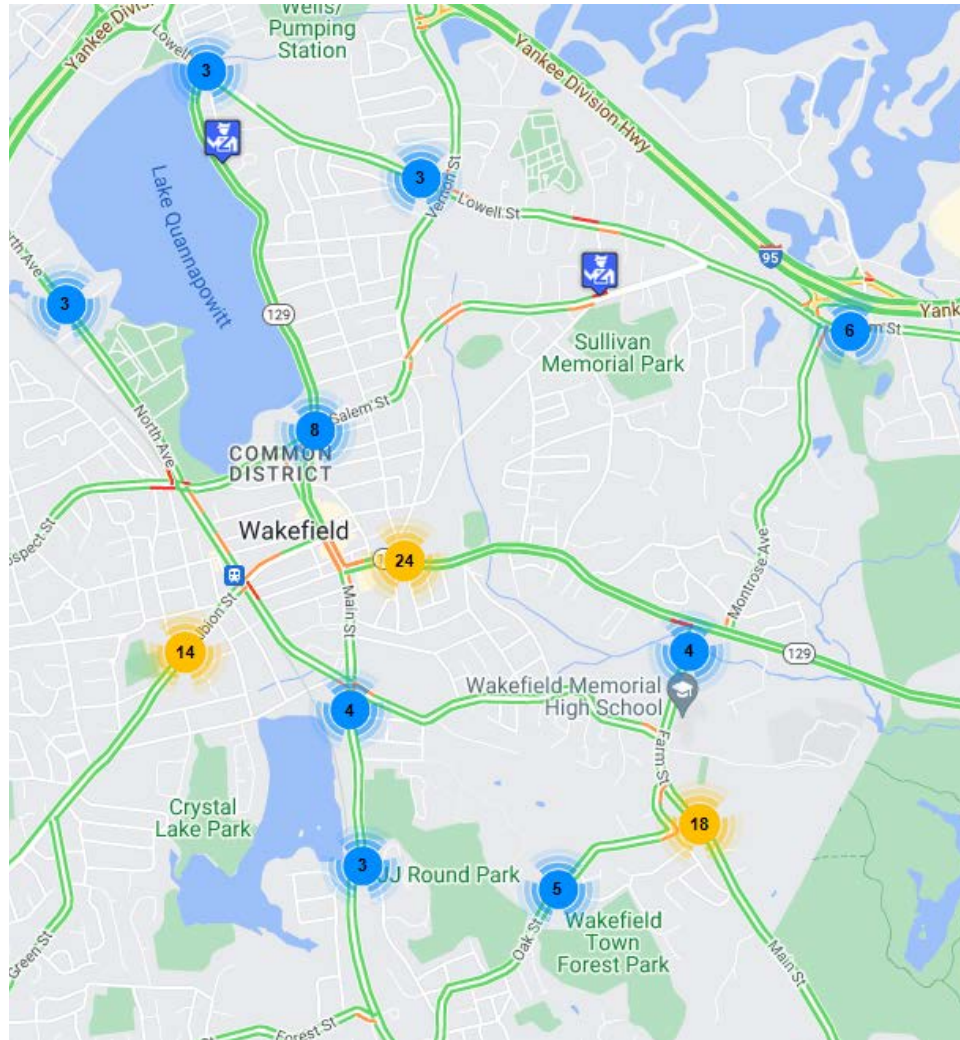 Wells/
Pumping
Station
Yankee Division
Lowell
3
Yankee Division Hwy
Lake Quannapowitt
3
Vernon St
Lowell St
95
North Ave
3
129
Yank
6
m St
Sullivan
Memorial Park
Salem St
8
North Ave
COMMON
DISTRICT
Wakefield
24
Main St
Montrose Ave
14
4
129
Wakefield Memorial
High School
4
Farm St
Crystal
Lake Park
18
3
JJ Round Park
5
Wakefield
Town
Forest Park
Oak St
Main St
Green St
Forest St